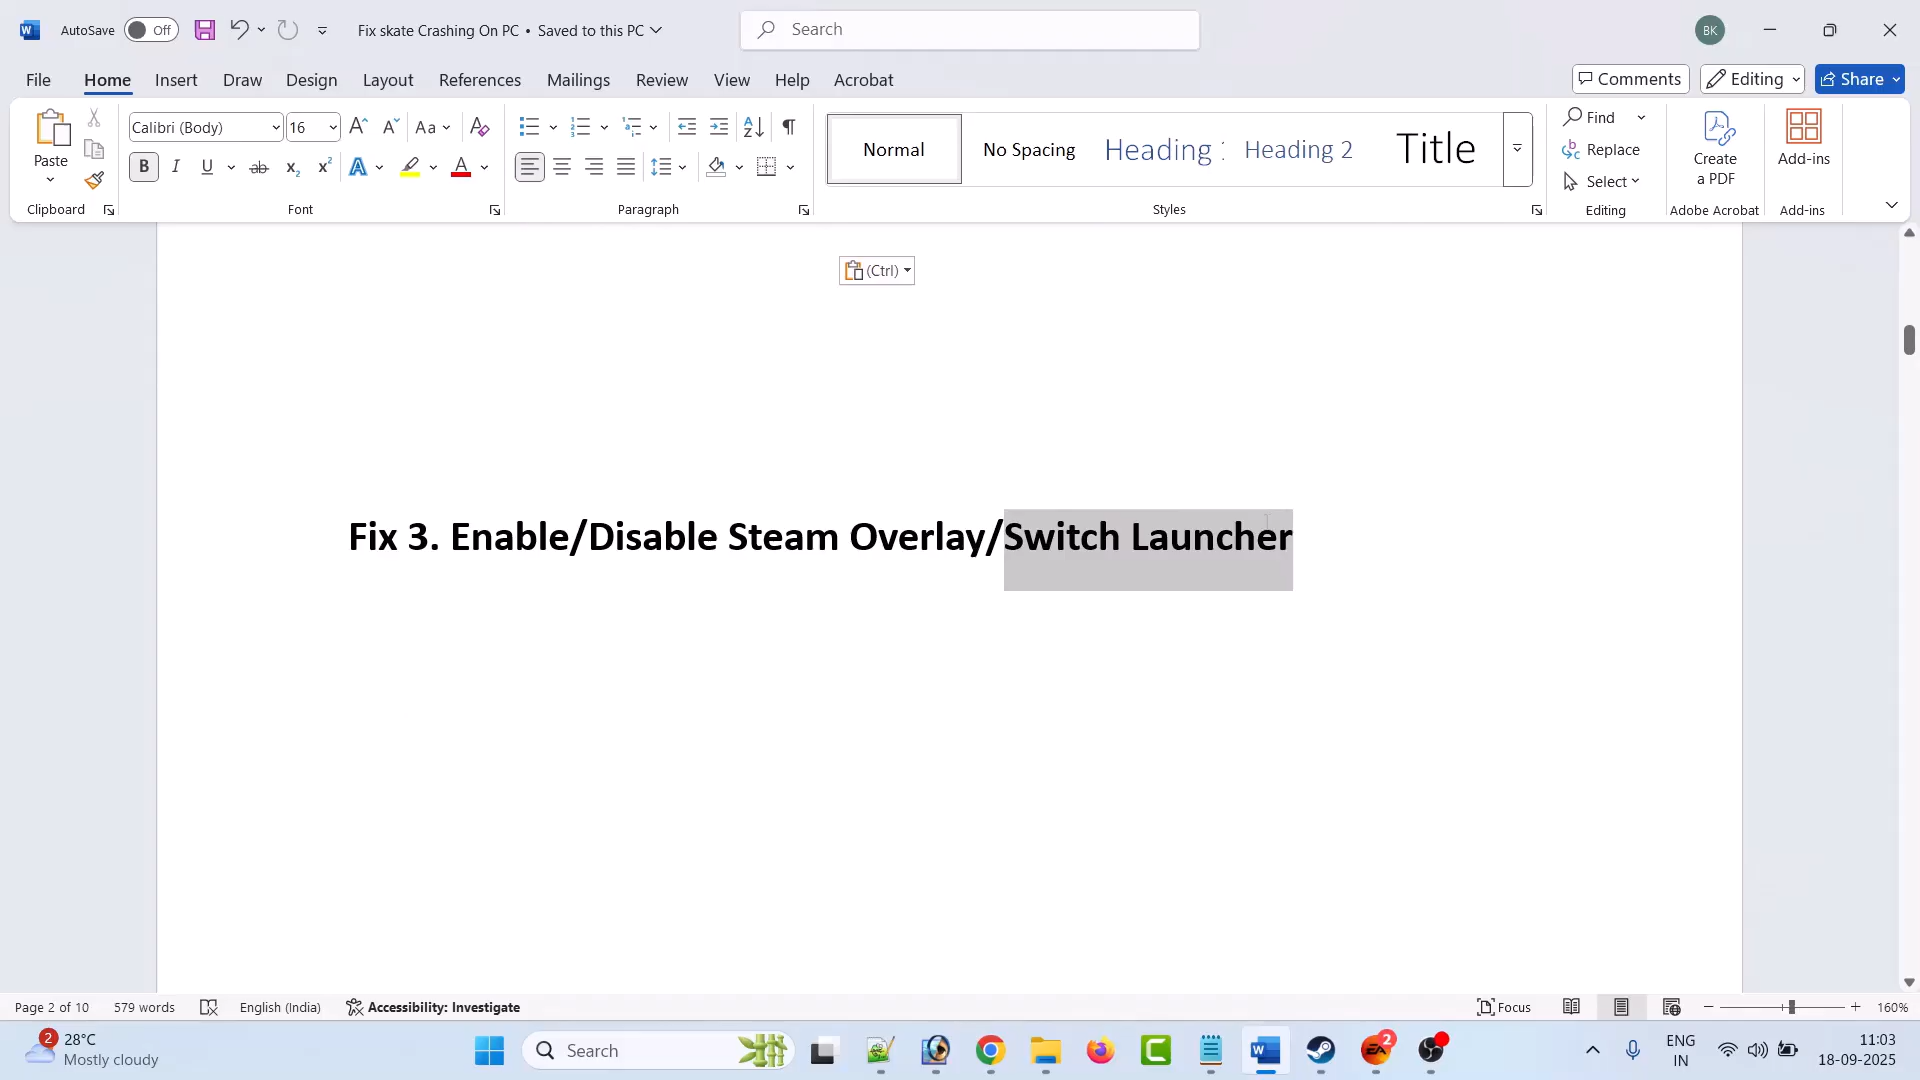 AutoSave Off Fix skate Crashing On PC • Saved to this PC Search BK
File Home Insert Draw Design Layout References Mailings Review View Help Acrobat Comments Editing Share
Paste
Calibri (Body) 16
Normal No Spacing Heading 1 Heading 2 Title
Find
Replace
Select
Create a PDF
Add-ins
Clipboard Font Paragraph Styles Editing Adobe Acrobat Add-ins
(Ctrl)
Fix 3. Enable/Disable Steam Overlay/Switch Launcher
Page 2 of 10 579 words English (India) Accessibility: Investigate Focus 160%
2 28°C
Mostly cloudy
Search
EA 2
ENG
IN
11:03
18-09-2025